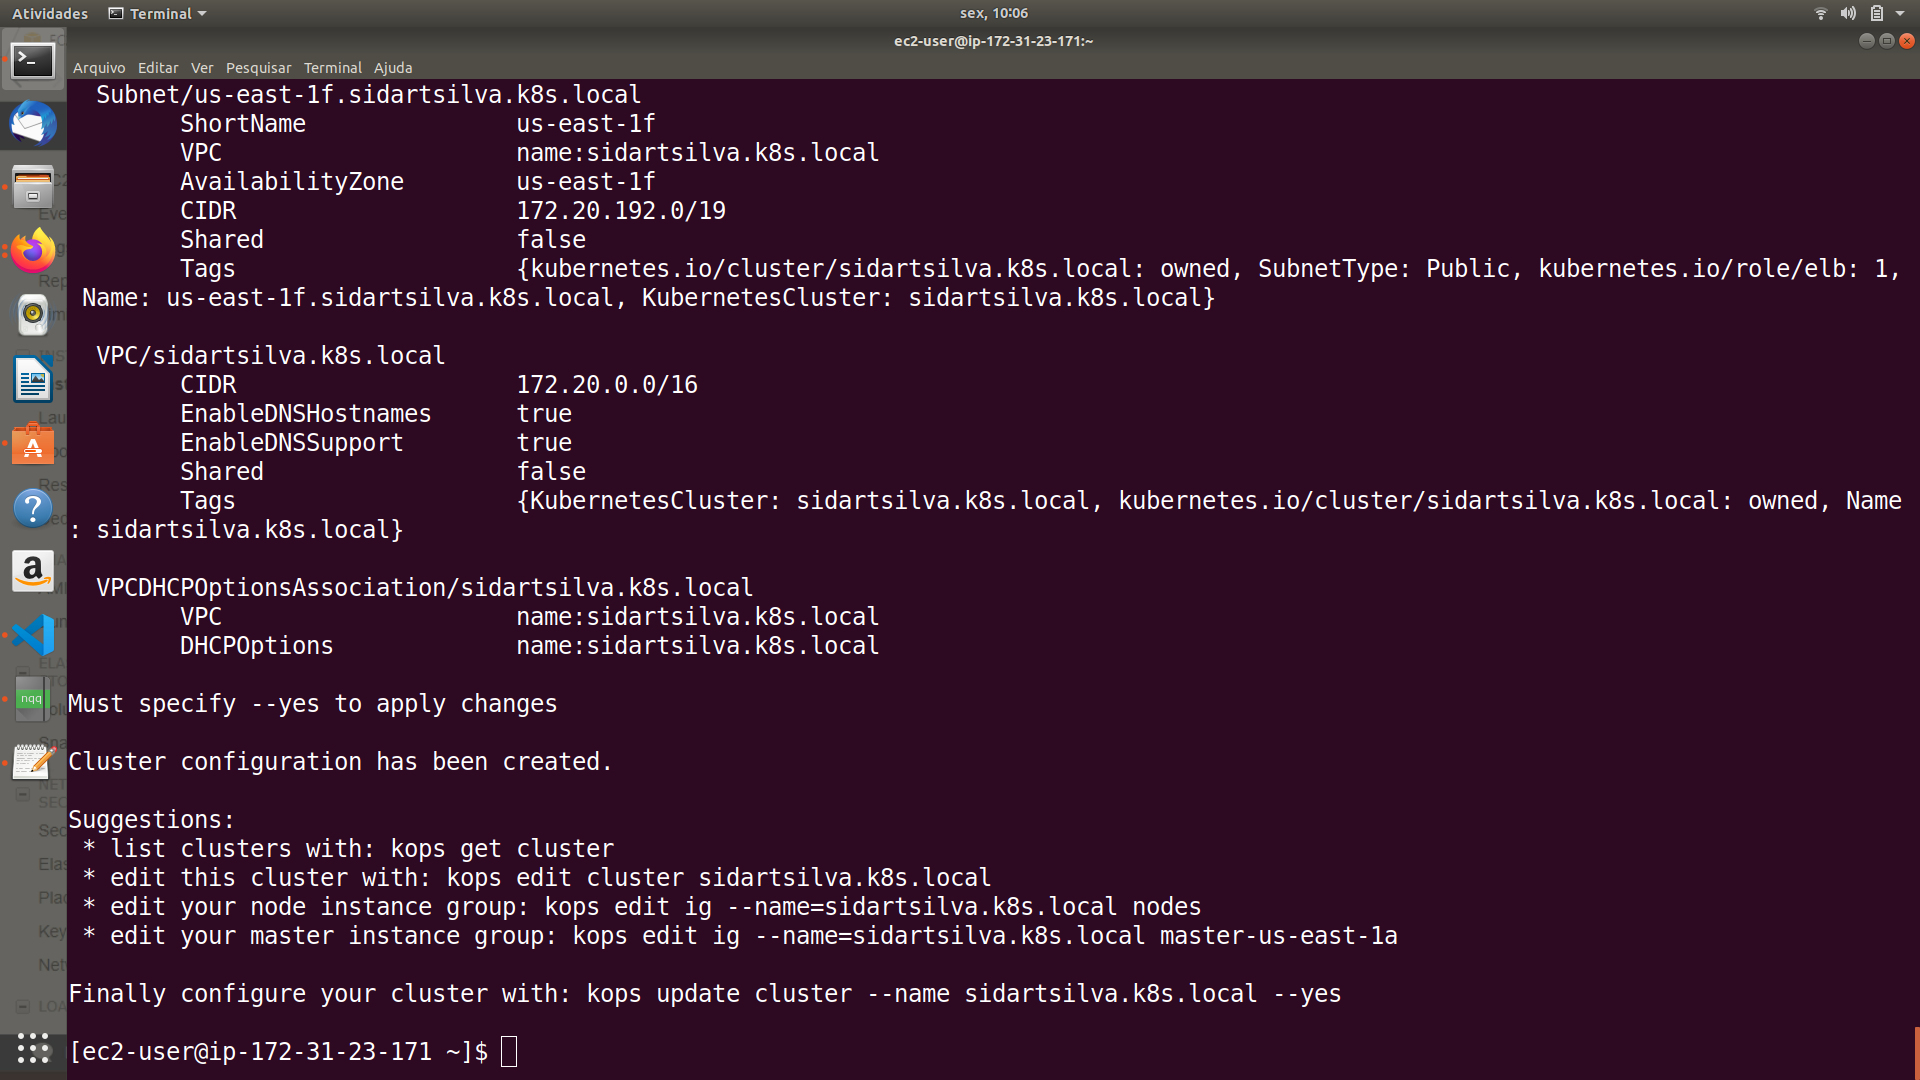 Atividades Terminal sex, 10:06
ec2-user@ip-172-31-23-171:~
Arquivo Editar Ver Pesquisar Terminal Ajuda
Subnet/us-east-1f.sidartsilva.k8s.local
ShortName us-east-1f
VPC name:sidartsilva.k8s.local
AvailabilityZone us-east-1f
CIDR 172.20.192.0/19
Shared false
Tags {kubernetes.io/cluster/sidartsilva.k8s.local: owned, SubnetType: Public, kubernetes.io/role/elb: 1,
Name: us-east-1f.sidartsilva.k8s.local, KubernetesCluster: sidartsilva.k8s.local}
VPC/sidartsilva.k8s.local
CIDR 172.20.0.0/16
EnableDNSHostnames true
EnableDNSSupport true
Shared false
Tags {KubernetesCluster: sidartsilva.k8s.local, kubernetes.io/cluster/sidartsilva.k8s.local: owned, Name
: sidartsilva.k8s.local}
VPCDHCPOptionsAssociation/sidartsilva.k8s.local
VPC name:sidartsilva.k8s.local
DHCPOptions name:sidartsilva.k8s.local
Must specify --yes to apply changes
Cluster configuration has been created.
Suggestions:
* list clusters with: kops get cluster
* edit this cluster with: kops edit cluster sidartsilva.k8s.local
* edit your node instance group: kops edit ig --name=sidartsilva.k8s.local nodes
* edit your master instance group: kops edit ig --name=sidartsilva.k8s.local master-us-east-1a
Finally configure your cluster with: kops update cluster --name sidartsilva.k8s.local --yes
[ec2-user@ip-172-31-23-171 ~]$
nqq